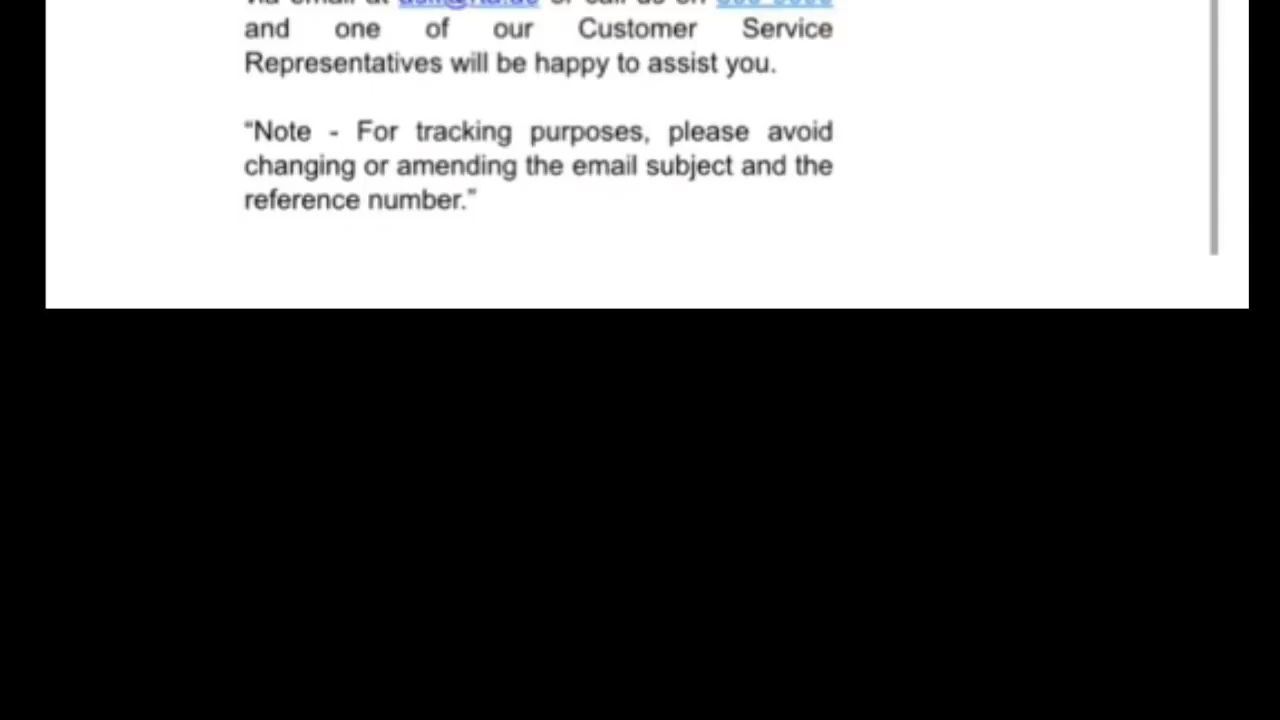 and one of our Customer Service
Representatives will be happy to assist you.
“Note - For tracking purposes, please avoid
changing or amending the email subject and the
reference number.”